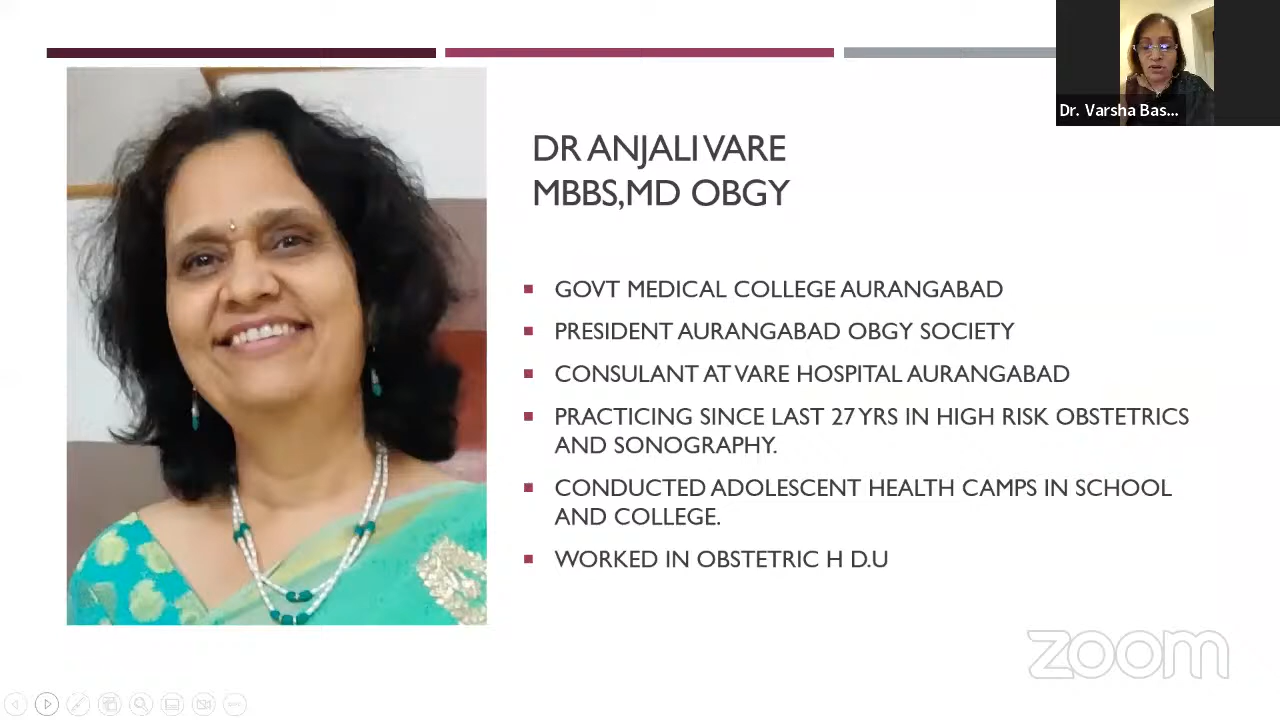 Dr. Varsha Bas...
DR ANJALI VARE
MBBS,MD OBGY
GOVT MEDICAL COLLEGE AURANGABAD
PRESIDENT AURANGABAD OBGY SOCIETY
CONSULANT AT VARE HOSPITAL AURANGABAD
PRACTICING SINCE LAST 27 YRS IN HIGH RISK OBSTETRICS
AND SONOGRAPHY.
CONDUCTED ADOLESCENT HEALTH CAMPS IN SCHOOL
AND COLLEGE.
WORKED IN OBSTETRIC H D.U
zoom